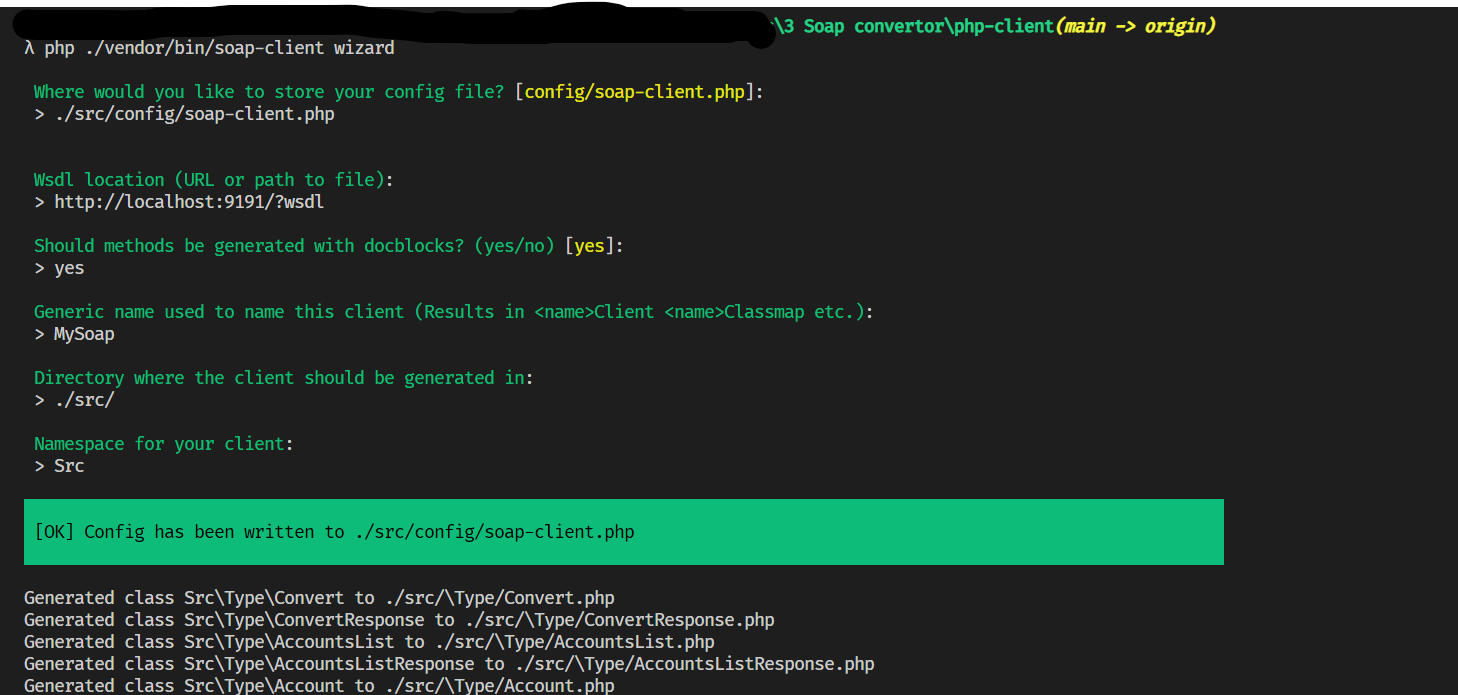 \3 Soap convertor\php-client(main -> origin)
λ php ./vendor/bin/soap-client wizard
Where would you like to store your config file? [config/soap-client.php]:
> ./src/config/soap-client.php
Wsdl location (URL or path to file):
> http://localhost:9191/?wsdl
Should methods be generated with docblocks? (yes/no) [yes]:
> yes
Generic name used to name this client (Results in <name>Client <name>Classmap etc.):
> MySoap
Directory where the client should be generated in:
> ./src/
Namespace for your client:
> Src
[OK] Config has been written to ./src/config/soap-client.php
Generated class Src\Type\Convert to ./src/\Type/Convert.php
Generated class Src\Type\ConvertResponse to ./src/\Type/ConvertResponse.php
Generated class Src\Type\AccountsList to ./src/\Type/AccountsList.php
Generated class Src\Type\AccountsListResponse to ./src/\Type/AccountsListResponse.php
Generated class Src\Type\Account to ./src/\Type/Account.php